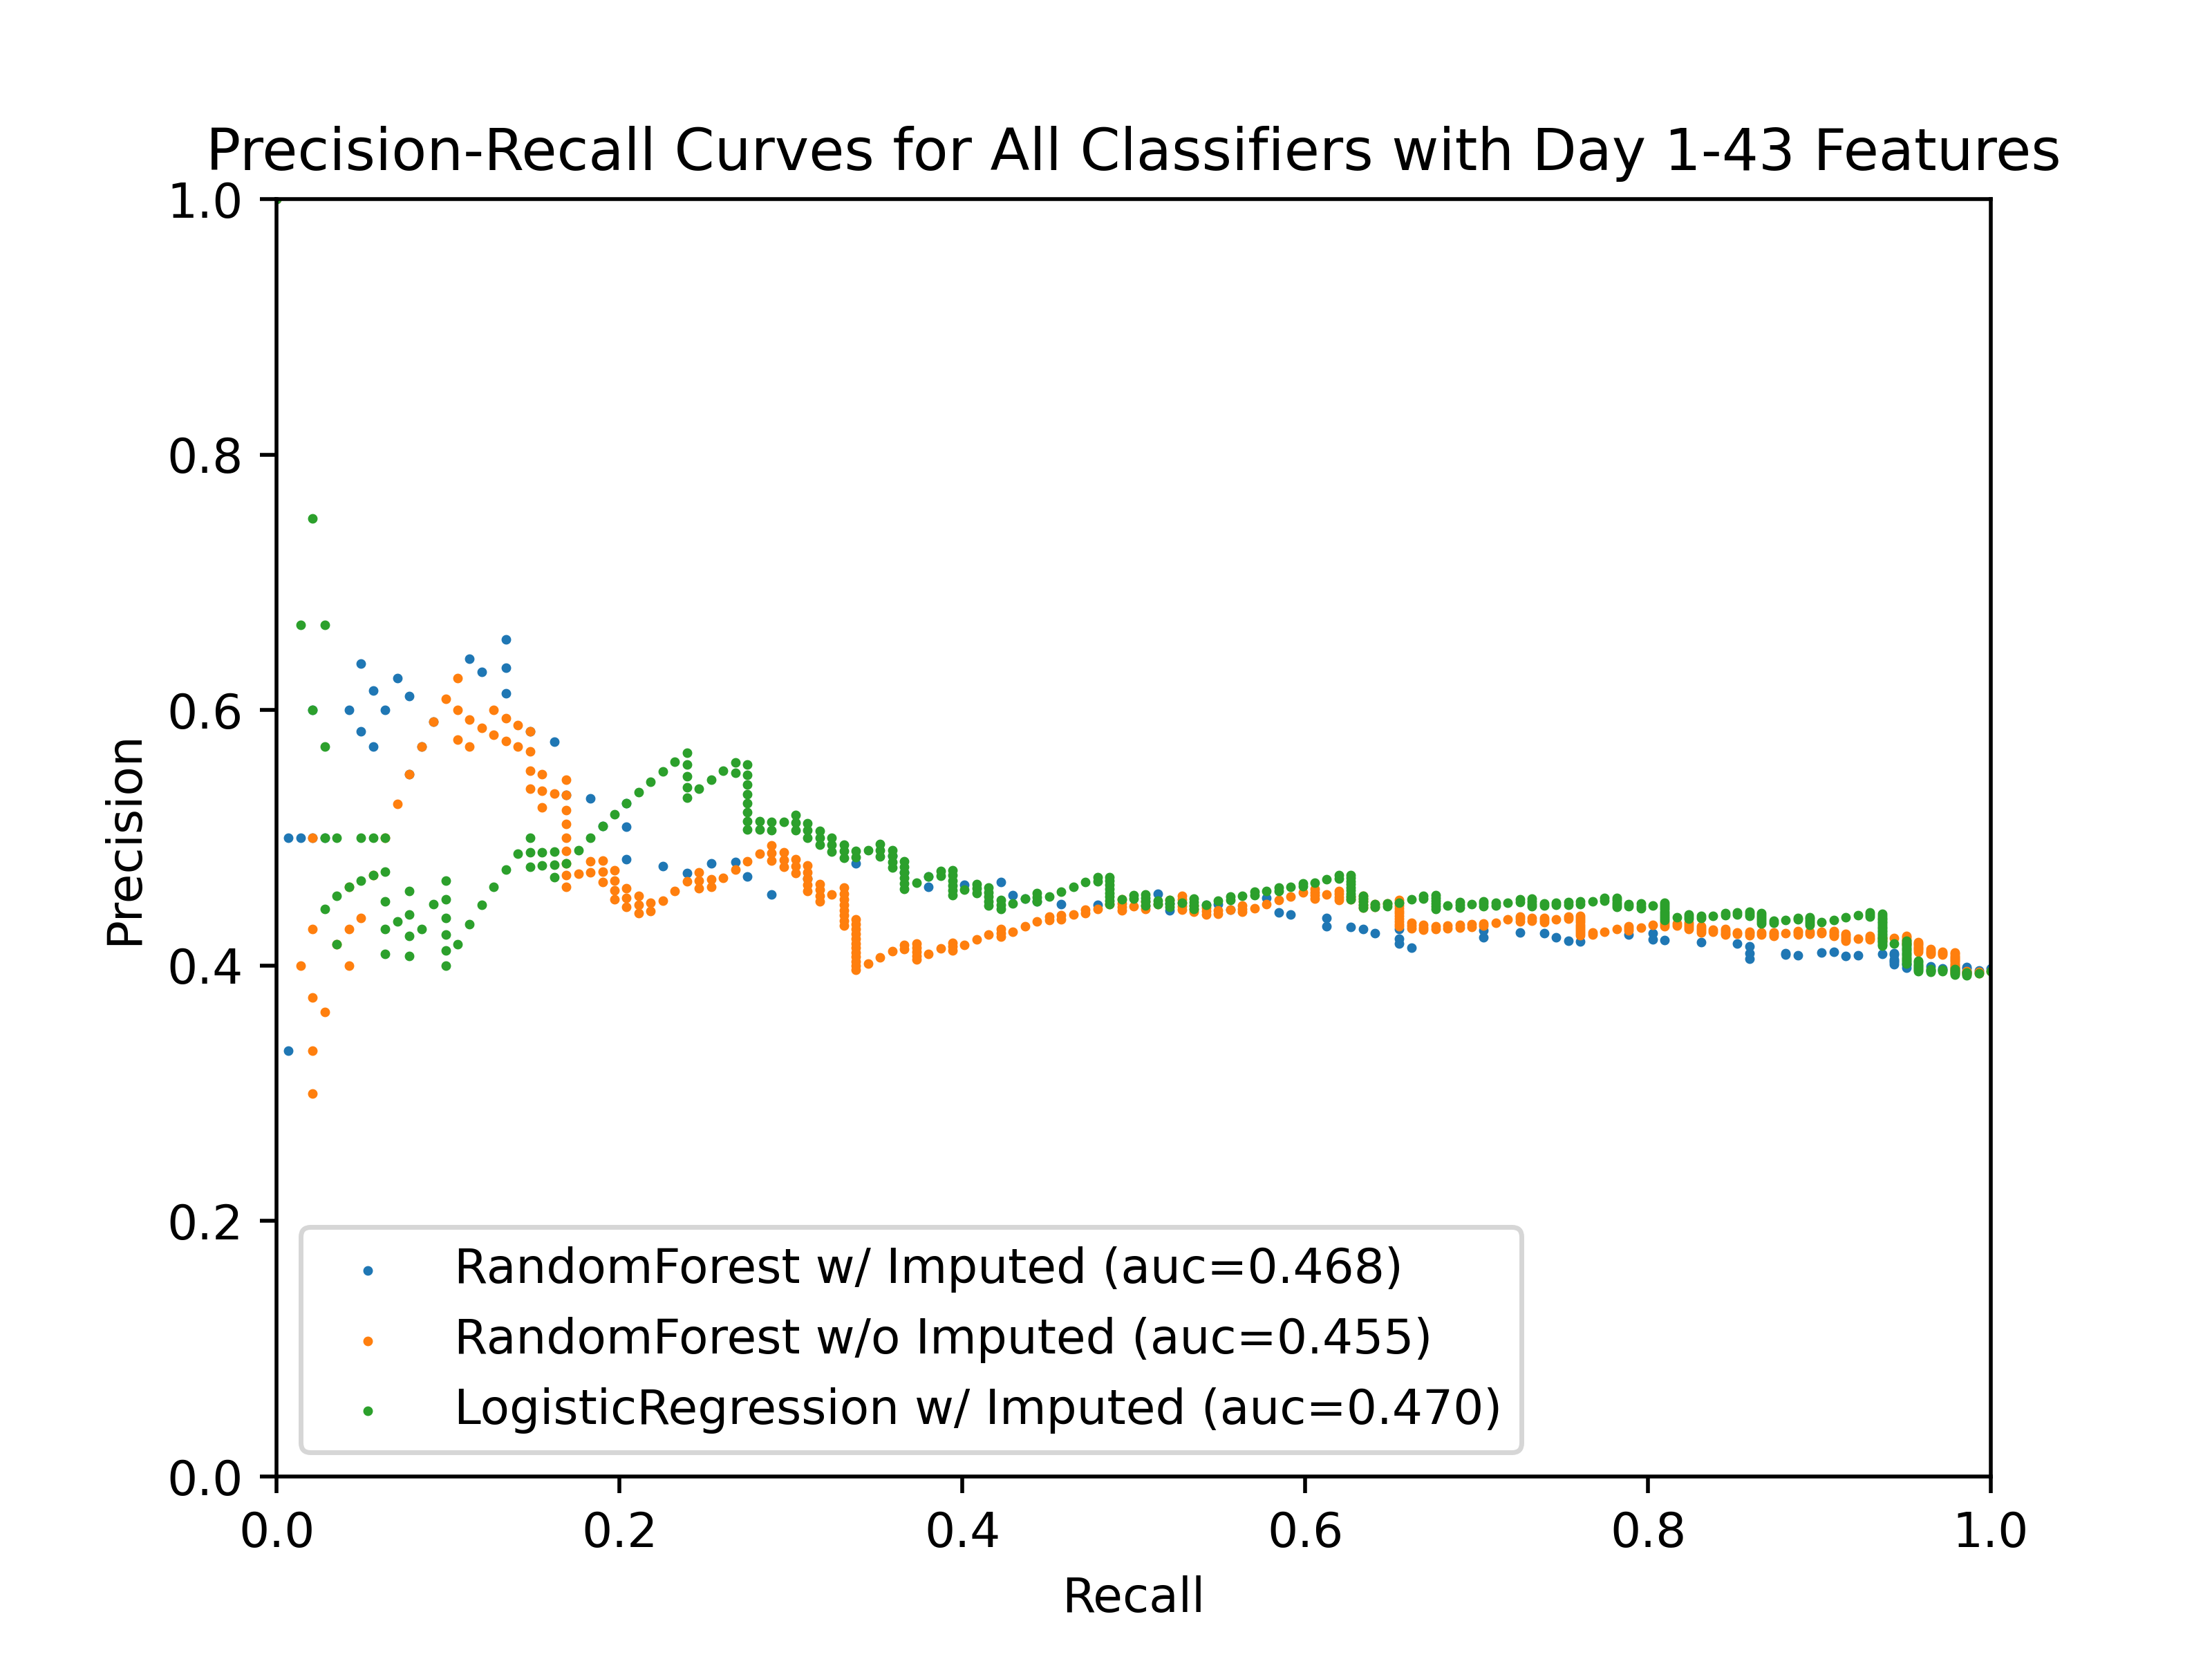 Precision-Recall Curves for All Classifiers with Day 1-43 Features
1.0
0.8
0.6
0.4
0.2
0.0
Precision
RandomForest w/ Imputed (auc=0.468)
RandomForest w/o Imputed (auc=0.455)
LogisticRegression w/ Imputed (auc=0.470)
0.0 0.2 0.4 0.6 0.8 1.0
Recall